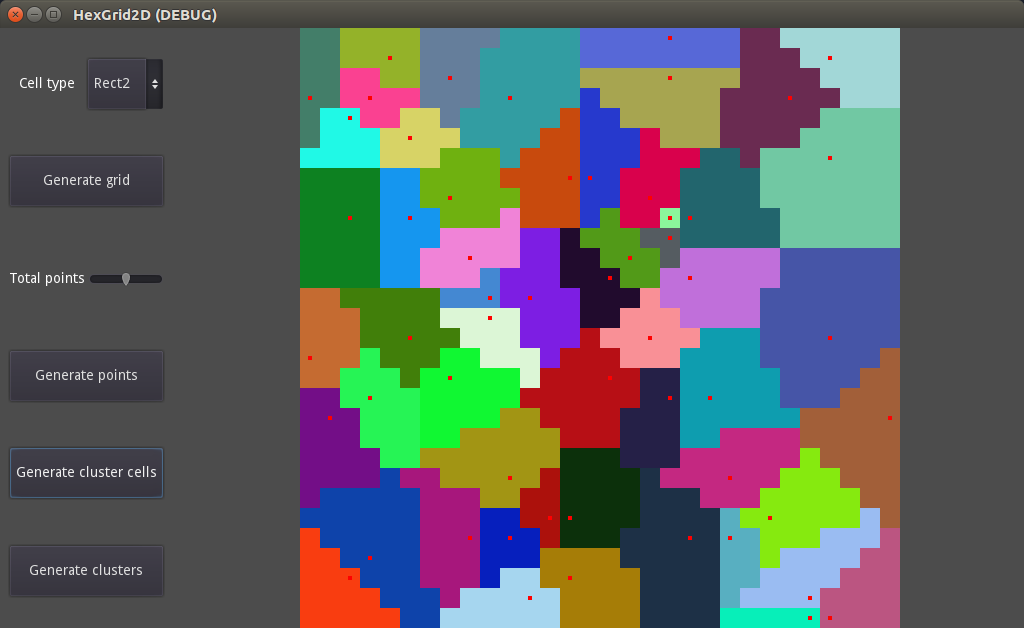 HexGrid2D (DEBUG)
Cell type Rect2
Generate grid
Total points
Generate points
Generate cluster cells
Generate clusters